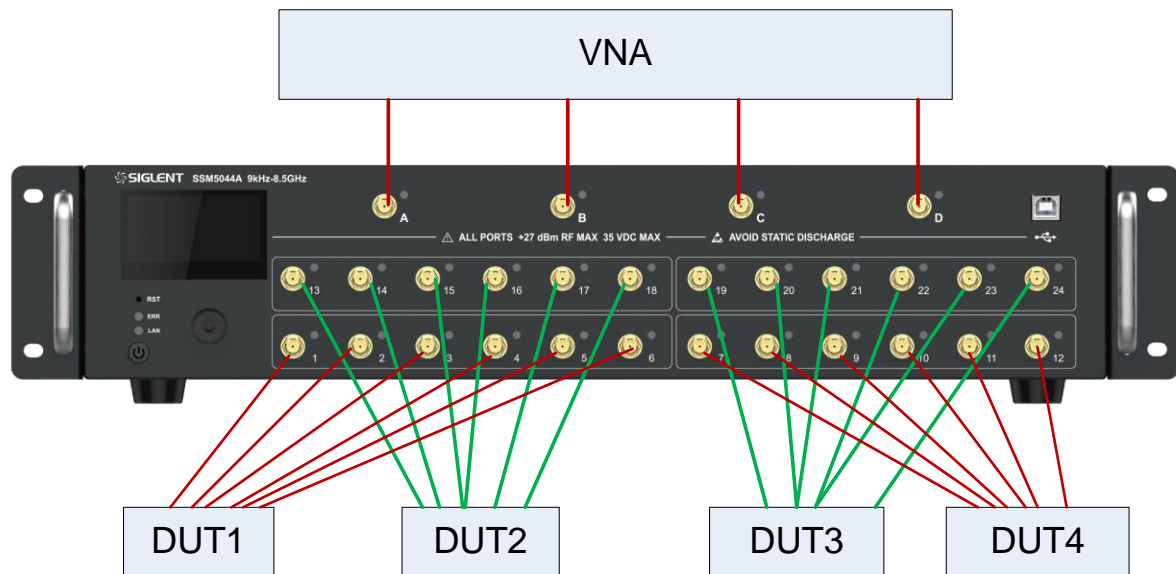 VNA
SIGLENT SSM5044A 9kHz-8.5GHz
A B C D
ALL PORTS +27 dBm RF MAX 35 VDC MAX AVOID STATIC DISCHARGE
13 14 15 16 17 18 19 20 21 22 23 24
RST
ERR
LAN
1 2 3 4 5 6 7 8 9 10 11 12
DUT1 DUT2 DUT3 DUT4